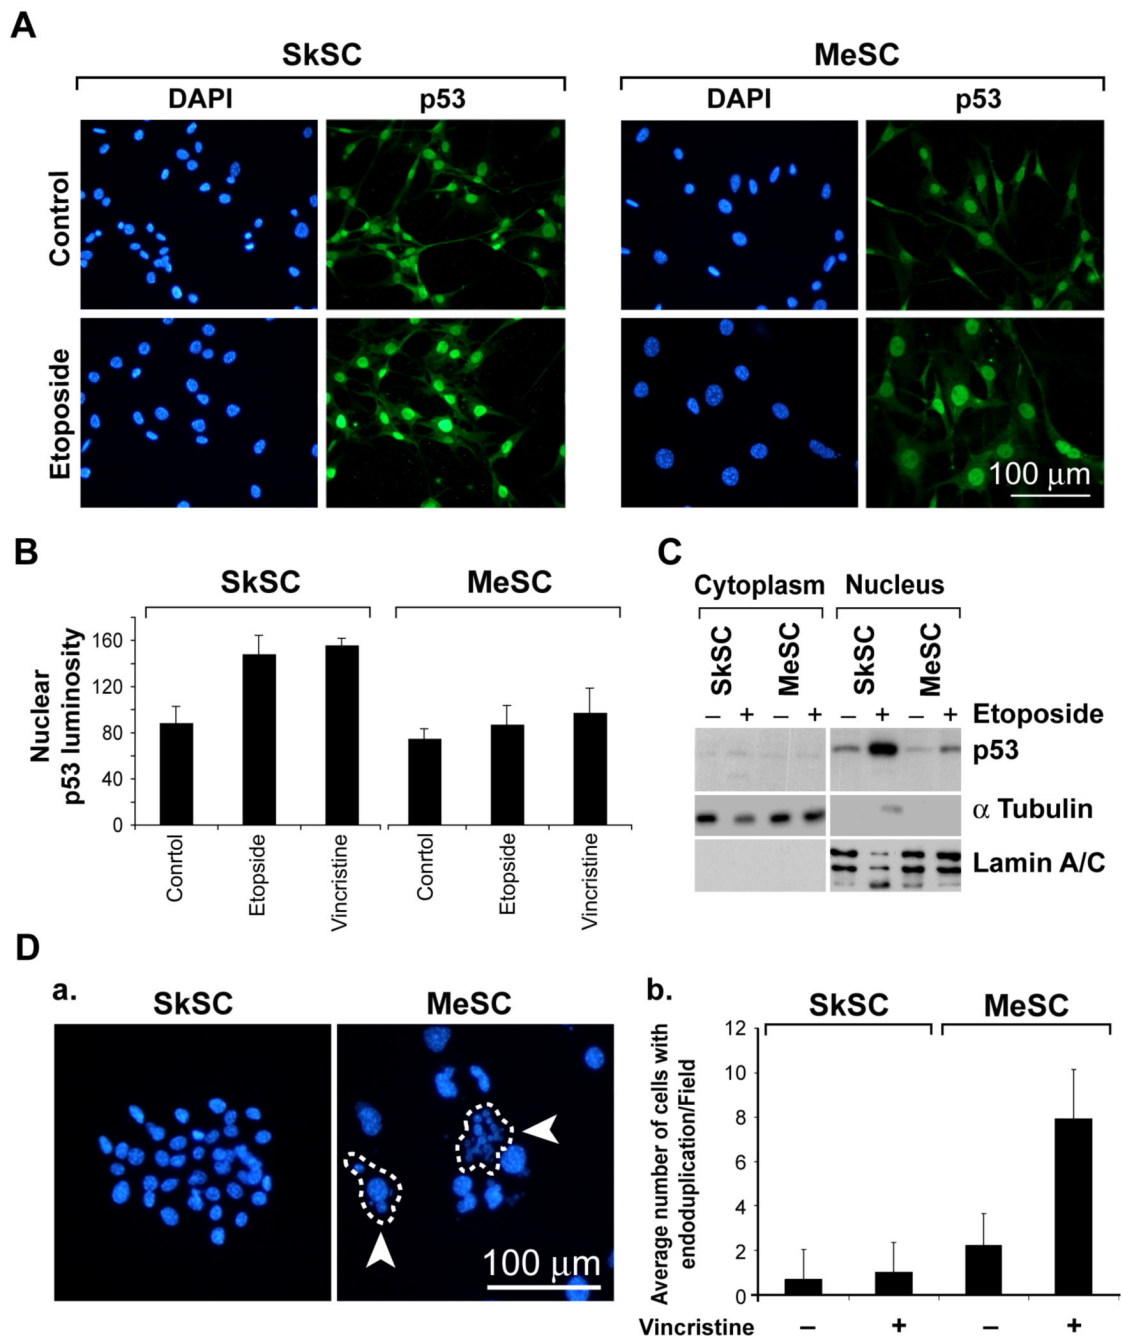 A
SkSC MeSC
DAPI p53 DAPI p53
Control
Etoposide
100 μm
B
SkSC MeSC
Nuclear
p53 luminosity
160
120
80
40
0
Conrtol Etopside Vincristine Conrtol Etopside Vincristine
C
Cytoplasm Nucleus
SkSC MeSC SkSC MeSC
– + – + – + – + Etoposide
p53
α Tubulin
Lamin A/C
D
a.
SkSC MeSC
100 μm
b.
SkSC MeSC
Average number of cells with
endoduplication/Field
12
10
8
6
4
2
0
Vincristine – + – +